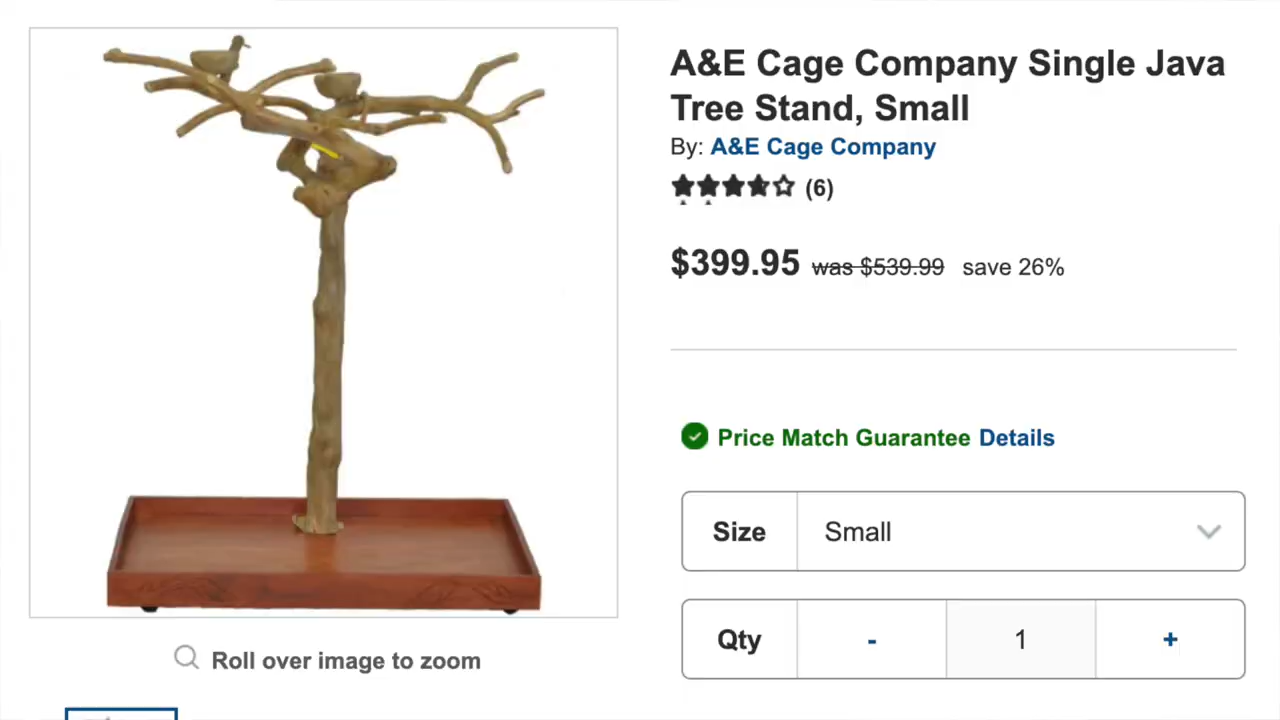 A&E Cage Company Single Java
Tree Stand, Small
By: A&E Cage Company
(6)
$399.95 was $539.99 save 26%
Price Match Guarantee Details
Size Small
Qty - 1 +
Roll over image to zoom